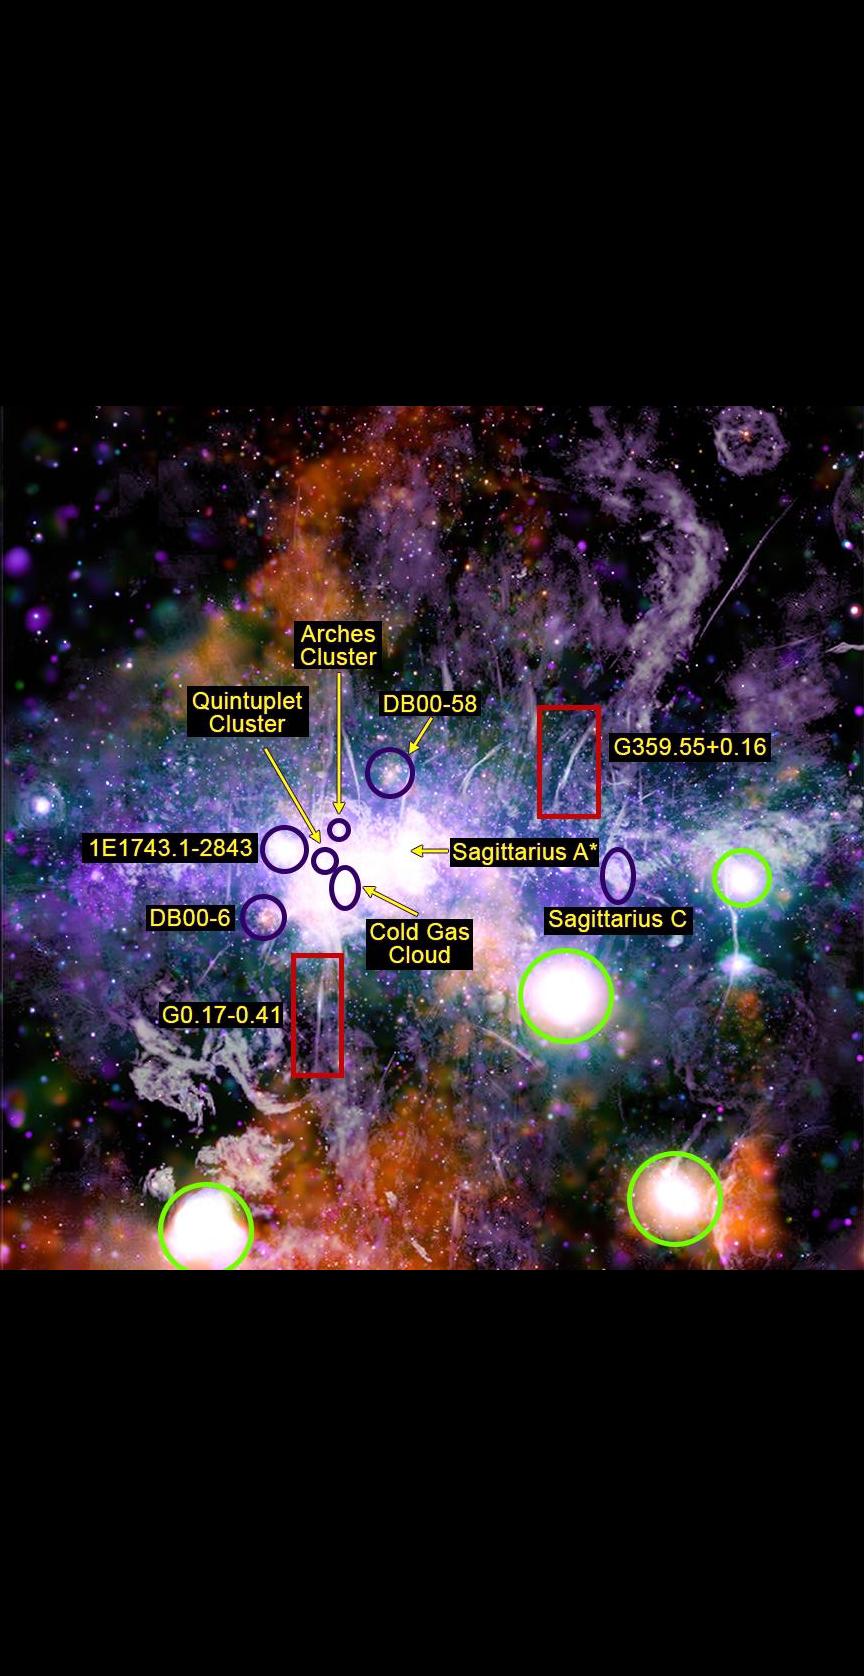 Arches
Cluster
Quintuplet
Cluster
DB00-58
G359.55+0.16
1E1743.1-2843
Sagittarius A*
DB00-6
Sagittarius C
Cold Gas
Cloud
G0.17-0.41